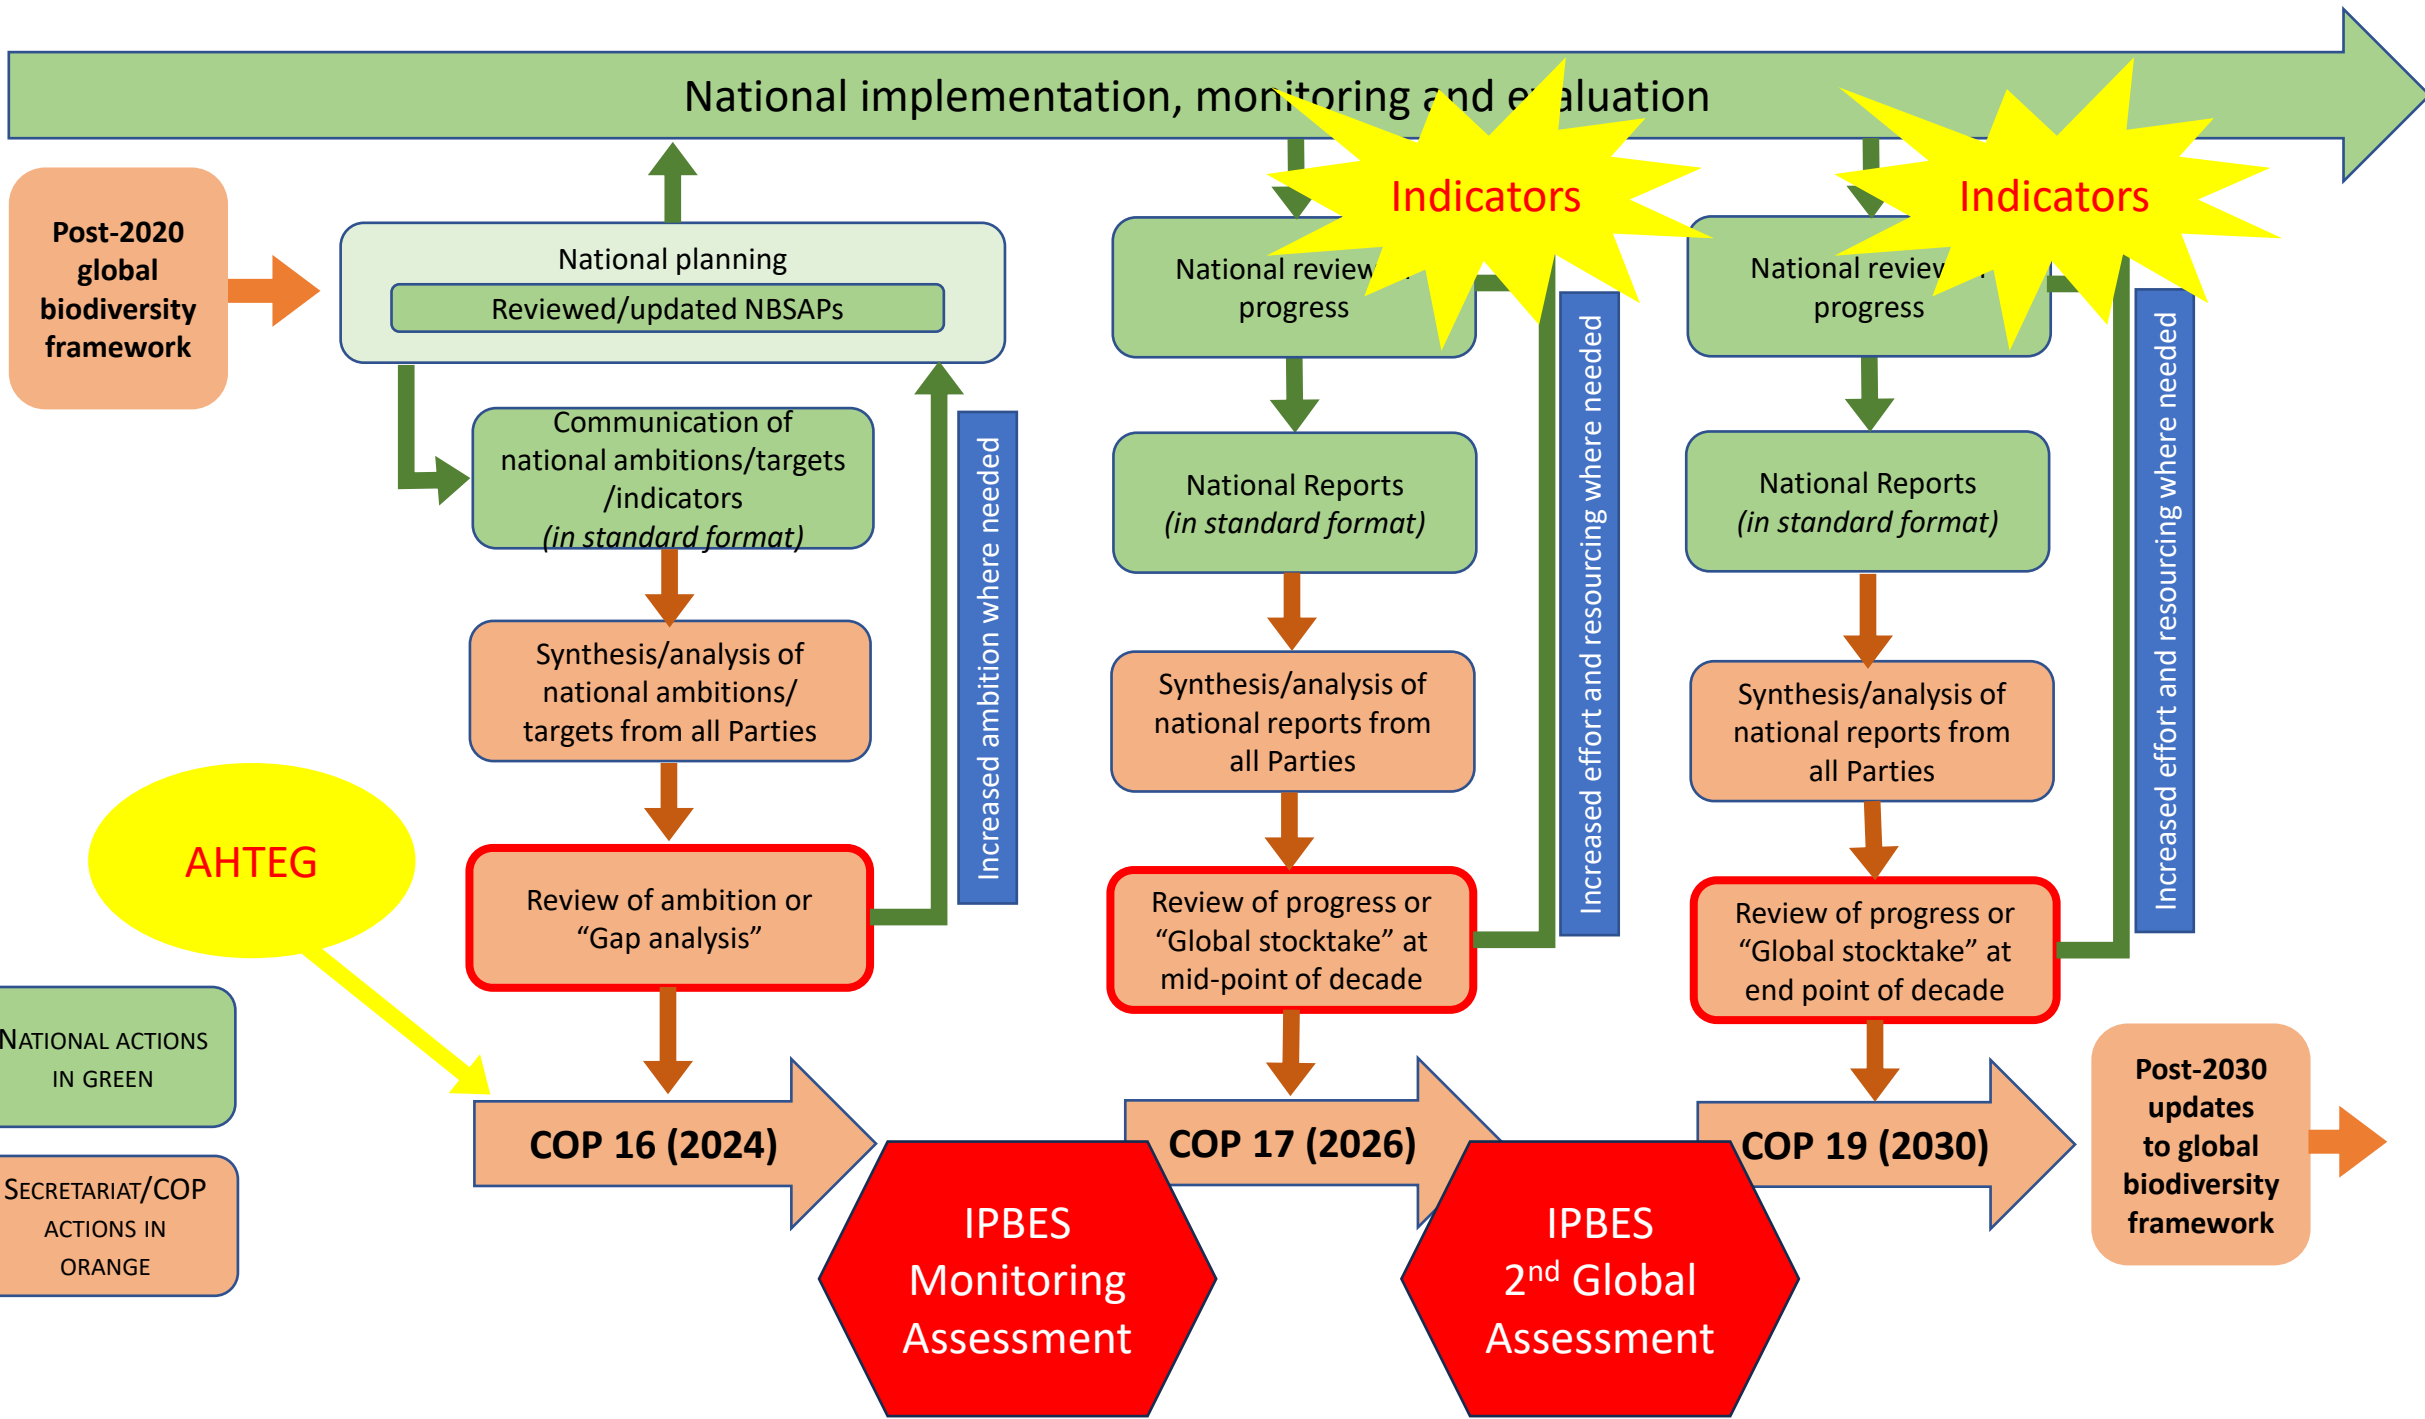 National implementation, monitoring and evaluation
Post-2020
global
biodiversity
framework
National planning
Reviewed/updated NBSAPs
Communication of
national ambitions/targets
/indicators
(in standard format)
Synthesis/analysis of
national ambitions/
targets from all Parties
Review of ambition or
“Gap analysis”
Increased ambition where needed
COP 16 (2024)
AHTEG
NATIONAL ACTIONS
IN GREEN
SECRETARIAT/COP
ACTIONS IN
ORANGE
Indicators
National review
progress
National Reports
(in standard format)
Synthesis/analysis of
national reports from
all Parties
Review of progress or
“Global stocktake” at
mid-point of decade
Increased effort and resourcing where needed
COP 17 (2026)
IPBES
Monitoring
Assessment
Indicators
National review
progress
National Reports
(in standard format)
Synthesis/analysis of
national reports from
all Parties
Review of progress or
“Global stocktake” at
end point of decade
Increased effort and resourcing where needed
COP 19 (2030)
IPBES
2nd Global
Assessment
Post-2030
updates
to global
biodiversity
framework